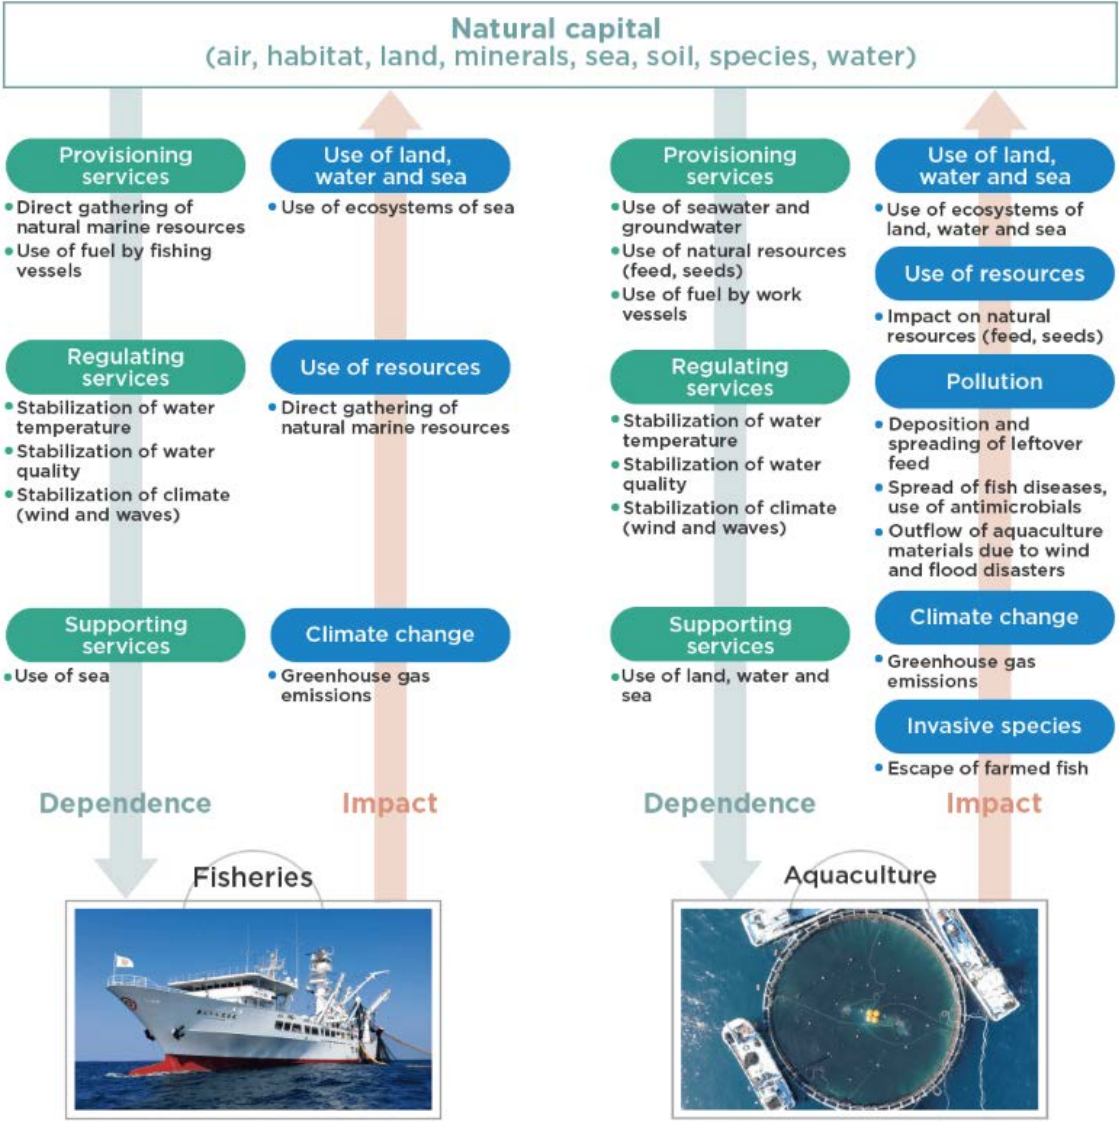 Natural capital
(air, habitat, land, minerals, sea, soil, species, water)
Provisioning
services
• Direct gathering of
natural marine resources
• Use of fuel by fishing
vessels
Regulating
services
• Stabilization of water
temperature
• Stabilization of water
quality
• Stabilization of climate
(wind and waves)
Supporting
services
• Use of sea
Dependence
Use of land,
water and sea
• Use of ecosystems of sea
Use of resources
• Direct gathering of
natural marine resources
Climate change
• Greenhouse gas
emissions
Impact
Fisheries
Provisioning
services
• Use of seawater and
groundwater
• Use of natural resources
(feed, seeds)
• Use of fuel by work
vessels
Regulating
services
• Stabilization of water
temperature
• Stabilization of water
quality
• Stabilization of climate
(wind and waves)
Supporting
services
• Use of land, water and
sea
Dependence
Use of land,
water and sea
• Use of ecosystems of
land, water and sea
Use of resources
• Impact on natural
resources (feed, seeds)
Pollution
• Deposition and
spreading of leftover
feed
• Spread of fish diseases,
use of antimicrobials
• Outflow of aquaculture
materials due to wind
and flood disasters
Climate change
• Greenhouse gas
emissions
Invasive species
• Escape of farmed fish
Impact
Aquaculture